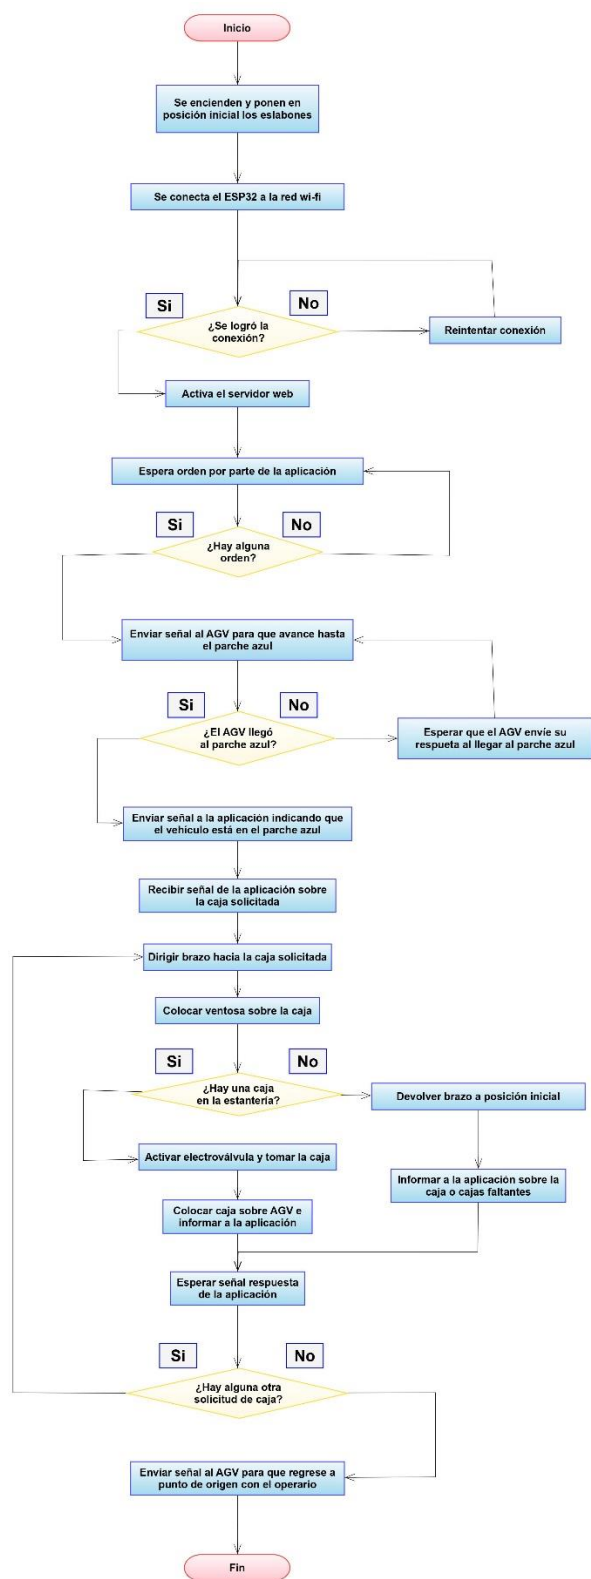 Inicio
Se encienden y ponen en
posición inicial los eslabones
Se conecta el ESP32 a la red wi-fi
Si
No
¿Se logró la
conexión?
Reintentar conexión
Activa el servidor web
Espera orden por parte de la aplicación
Si
No
¿Hay alguna
orden?
Enviar señal al AGV para que avance hasta
el parche azul
Si
No
¿El AGV llegó
al parche azul?
Esperar que el AGV envíe su
respuesta al llegar al parche azul
Enviar señal a la aplicación indicando que
el vehículo está en el parche azul
Recibir señal de la aplicación sobre
la caja solicitada
Dirigir brazo hacia la caja solicitada
Colocar ventosa sobre la caja
Si
No
¿Hay una caja
en la estantería?
Devolver brazo a posición inicial
Activar electroválvula y tomar la caja
Informar a la aplicación sobre la
caja o cajas faltantes
Colocar caja sobre AGV e
informar a la aplicación
Esperar señal respuesta
de la aplicación
Si
No
¿Hay alguna otra
solicitud de caja?
Enviar señal al AGV para que regrese a
punto de origen con el operario
Fin